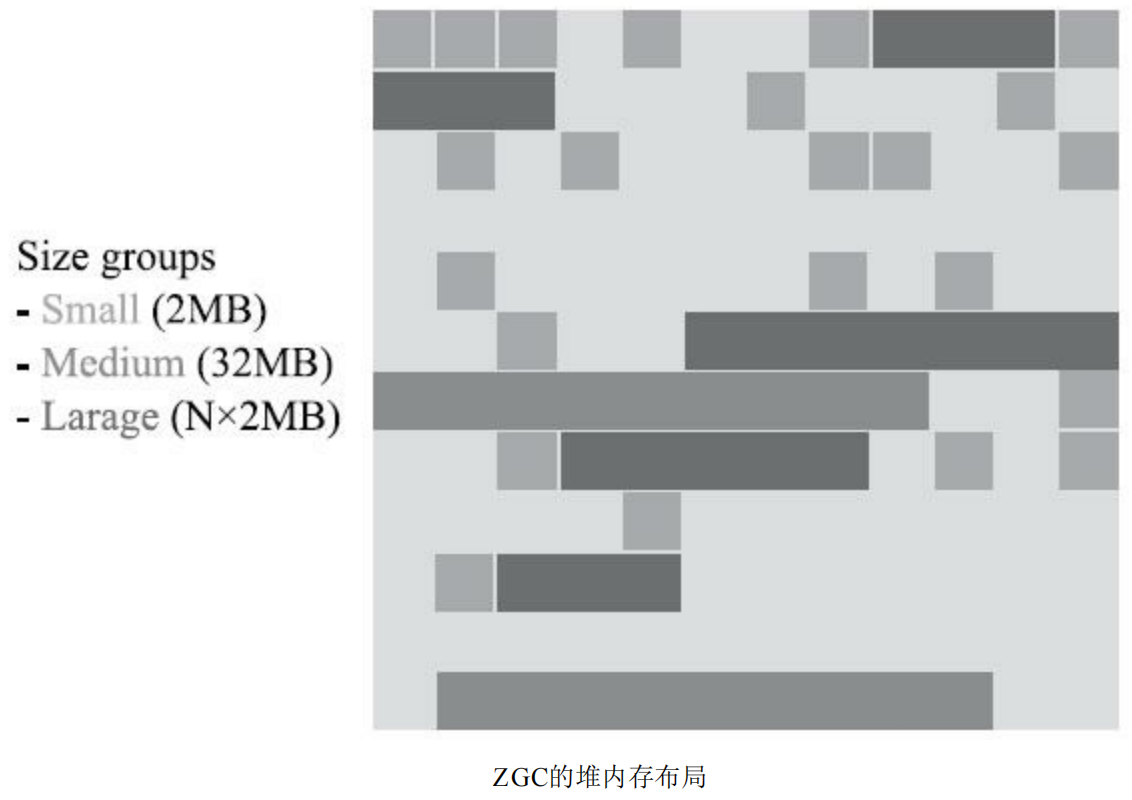 Size groups
- Small (2MB)
- Medium (32MB)
- Larage (N×2MB)
ZGC的堆内存布局